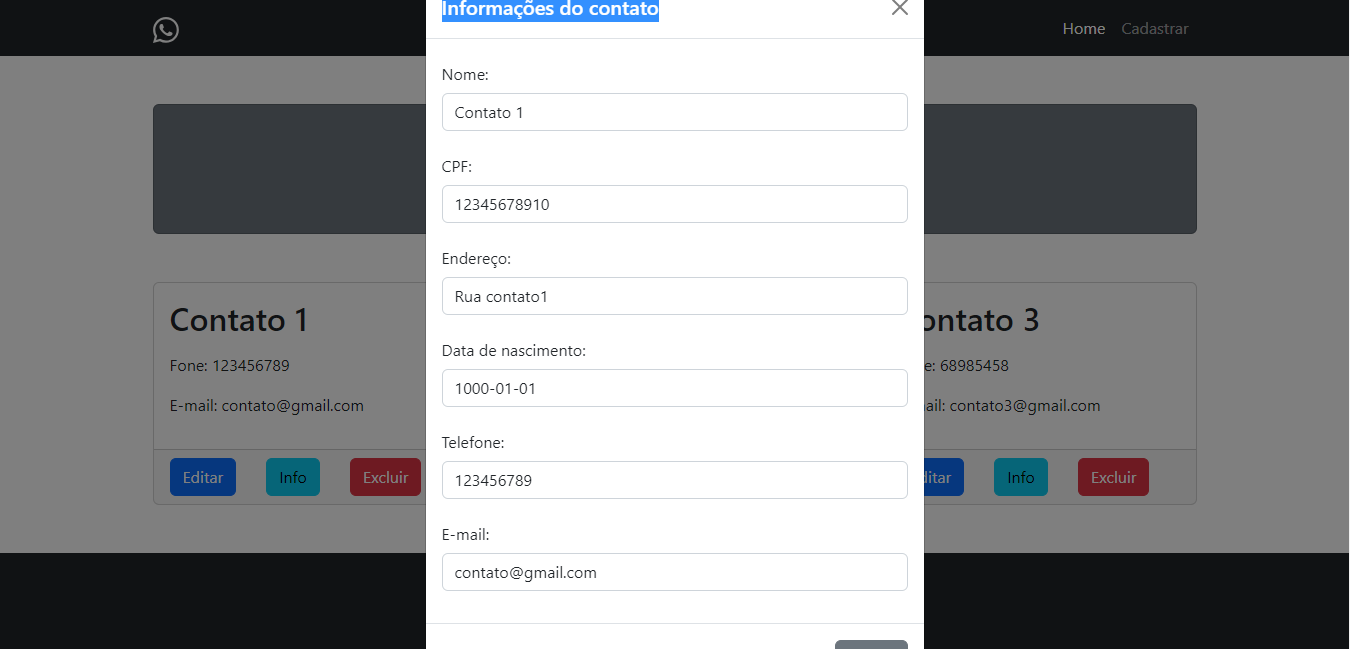 Home Cadastrar
Informações do contato
Nome:
Contato 1
CPF:
12345678910
Endereço:
Rua contato1
Data de nascimento:
1000-01-01
Telefone:
123456789
E-mail:
contato@gmail.com
Contato 1
Fone: 123456789
E-mail: contato@gmail.com
Editar Info Excluir
ontato 3
e: 68985458
ail: contato3@gmail.com
ditar Info Excluir